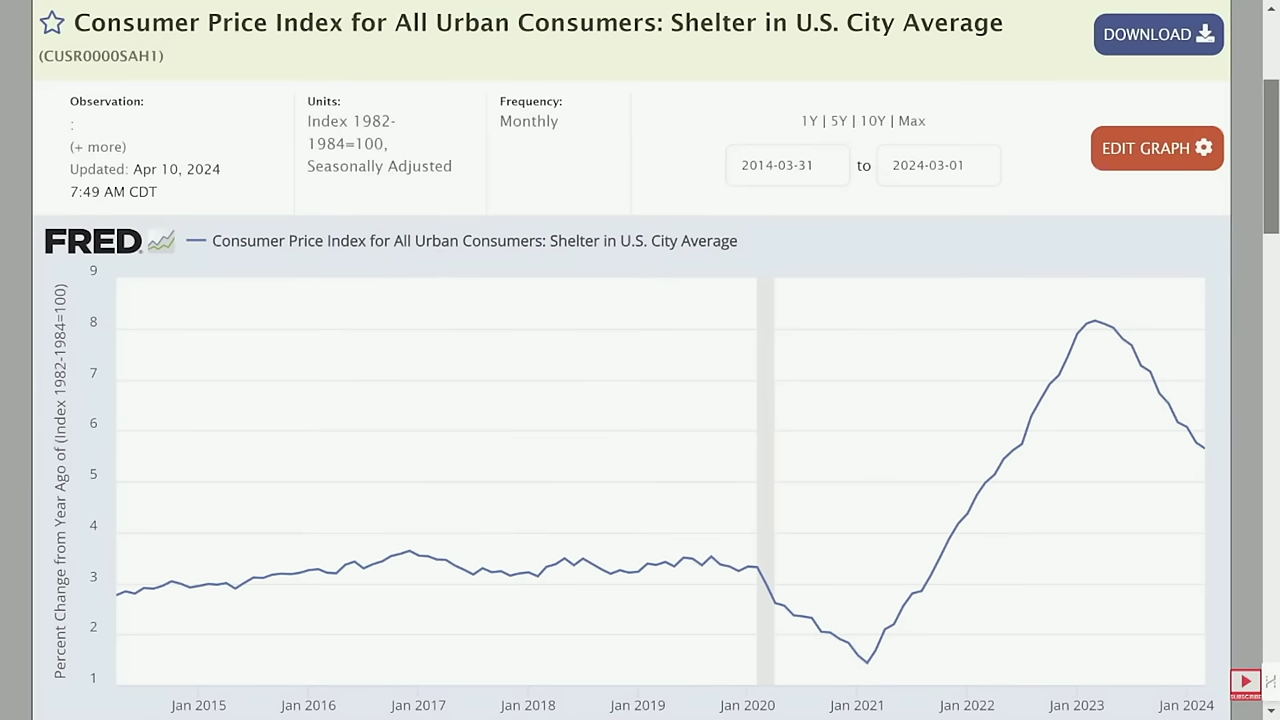 Consumer Price Index for All Urban Consumers: Shelter in U.S. City Average
(CUSR0000SAH1)
DOWNLOAD
Observation:
:
(+ more)
Updated: Apr 10, 2024
7:49 AM CDT
Units:
Index 1982-
1984=100,
Seasonally Adjusted
Frequency:
Monthly
1Y | 5Y | 10Y | Max
2014-03-31 to 2024-03-01
EDIT GRAPH
FRED
Consumer Price Index for All Urban Consumers: Shelter in U.S. City Average
Percent Change from Year Ago of (Index 1982-1984=100)
9
8
7
6
5
4
3
2
1
Jan 2015 Jan 2016 Jan 2017 Jan 2018 Jan 2019 Jan 2020 Jan 2021 Jan 2022 Jan 2023 Jan 2024
SUBSCRIBE